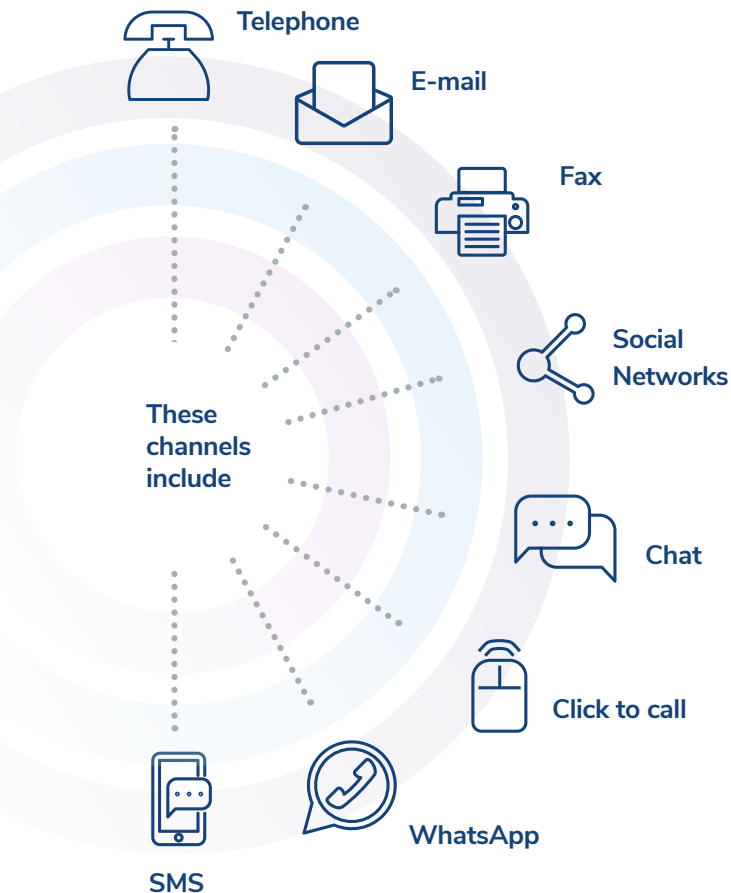 Telephone
E-mail
Fax
Social
Networks
These
channels
include
Chat
Click to call
WhatsApp
SMS